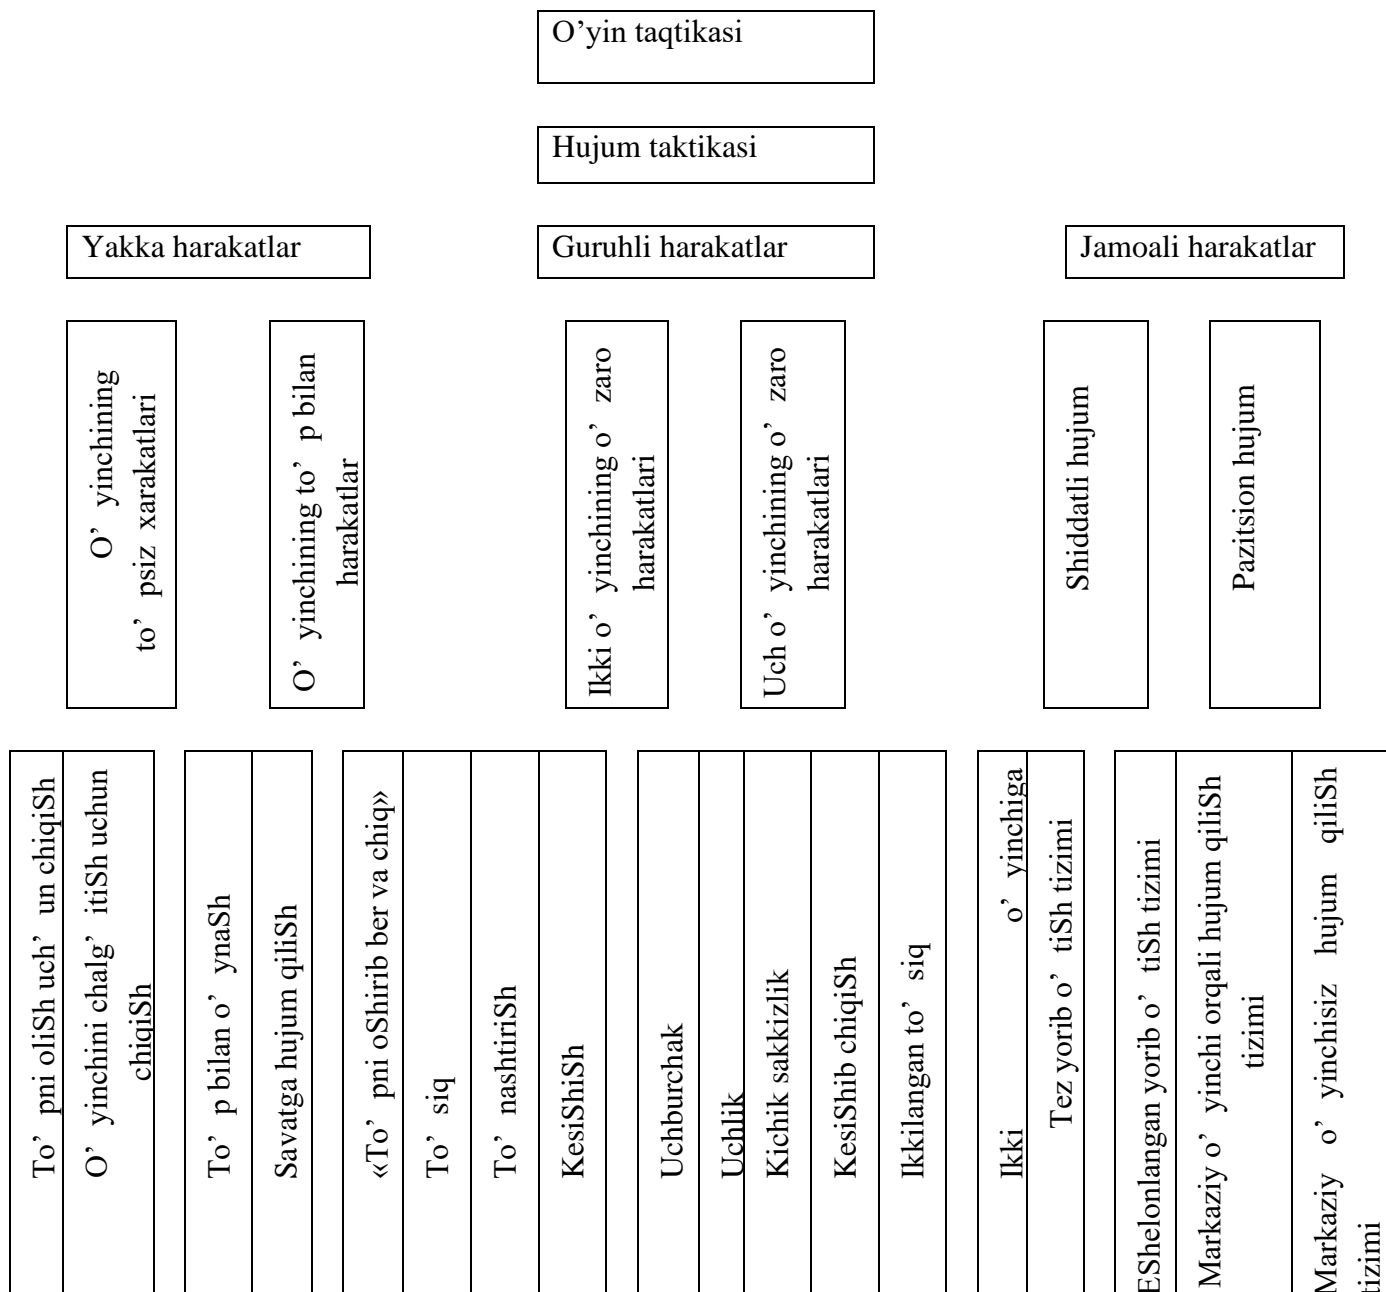 O’yin taqtikasi
Hujum taktikasi
Yakka harakatlar
Guruhli harakatlar
Jamoali harakatlar
O’ yinchining
to’ psiz xarakatlari
O’ yinchining to’ p bilan
harakatlar
Ikki o’ yinchining o’ zaro
harakatlari
Uch o’ yinchining o’ zaro
harakatlari
Shiddatli hujum
Pazitsion hujum
To’ pni oliSh uch’ un chiqiSh
O’ yinchini chalg’ itiSh uchun
chiqiSh
To’ p bilan o’ ynaSh
Savatga hujum qiliSh
«To’ pni oShirib ber va chiq»
To’ siq
To’ nashtiriSh
KesiShiSh
Uchburchak
Uchlik
Kichik sakkizlik
KesiShib chiqiSh
Ikkilangan to’ siq
Ikki o’ yinchiga
Tez yorib o’ tiSh tizimi
EShelonlangan yorib o’ tiSh tizimi
Markaziy o’ yinchi orqali hujum qiliSh
tizimi
Markaziy o’ yinchisiz hujum qiliSh
tizimi